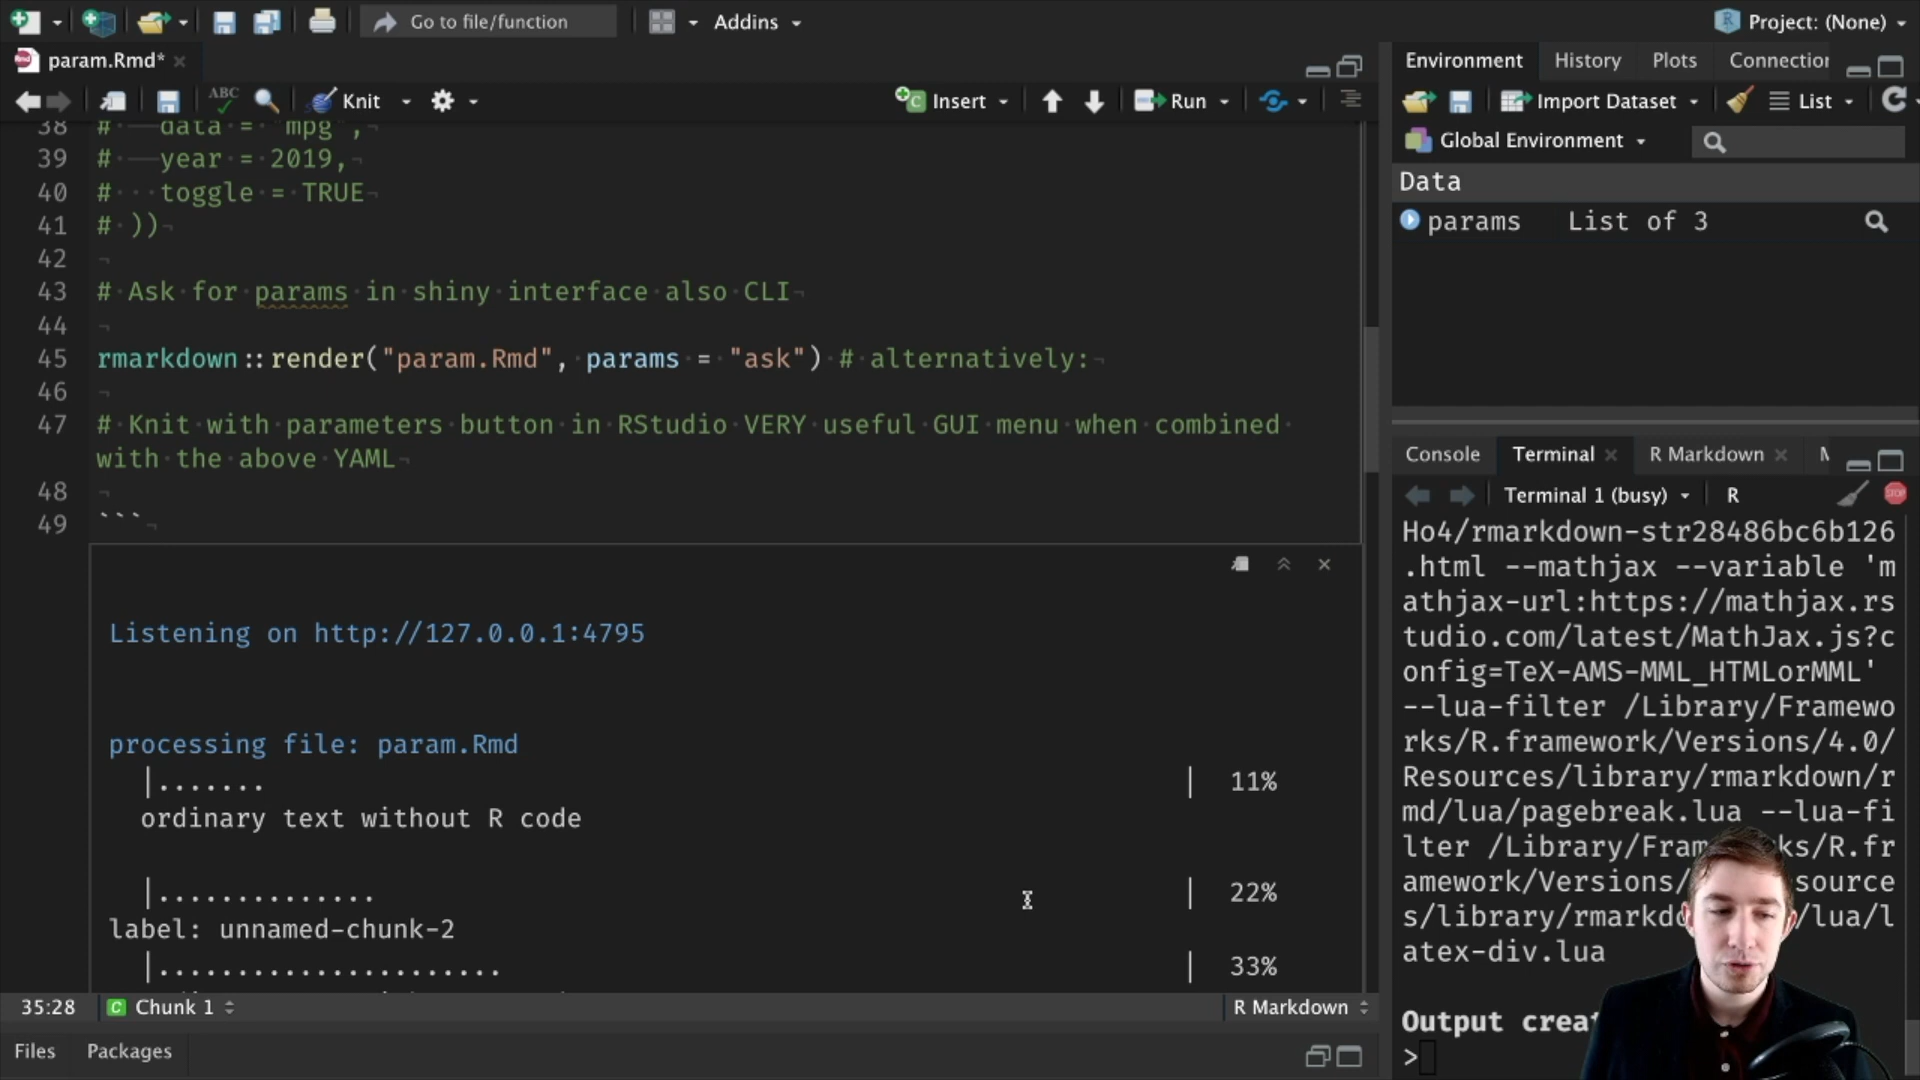 Go to file/function
Addins
Project: (None)
param.Rmd*
ABC
Knit
Insert
Run
38 # data = "mpg",
39 # year = 2019,
40 # toggle = TRUE
41 # ))
42
43 # Ask for params in shiny interface also CLI
44
45 rmarkdown::render("param.Rmd", params = "ask") # alternatively:
46
47 # Knit with parameters button in RStudio VERY useful GUI menu when combined
with the above YAML
48
49 ```
Listening on http://127.0.0.1:4795
processing file: param.Rmd
|....... | 11%
ordinary text without R code
|.............. | 22%
label: unnamed-chunk-2
|...................... | 33%
35:28 Chunk 1 R Markdown
Files Packages
Environment History Plots Connection
Import Dataset List
Global Environment
Data
params List of 3
Console Terminal R Markdown
Terminal 1 (busy) R
STOP
Ho4/rmarkdown-str28486bc6b126
.html --mathjax --variable 'm
athjax-url:https://mathjax.rs
tudio.com/latest/MathJax.js?c
onfig=TeX-AMS-MML_HTMLorMML'
--lua-filter /Library/Framewo
rks/R.framework/Versions/4.0/
Resources/library/rmarkdown/r
md/lua/pagebreak.lua --lua-fi
lter /Library/Fram ks/R.fr
amework/Versions/ source
s/library/rmarkdo /lua/l
atex-div.lua
Output crea
>